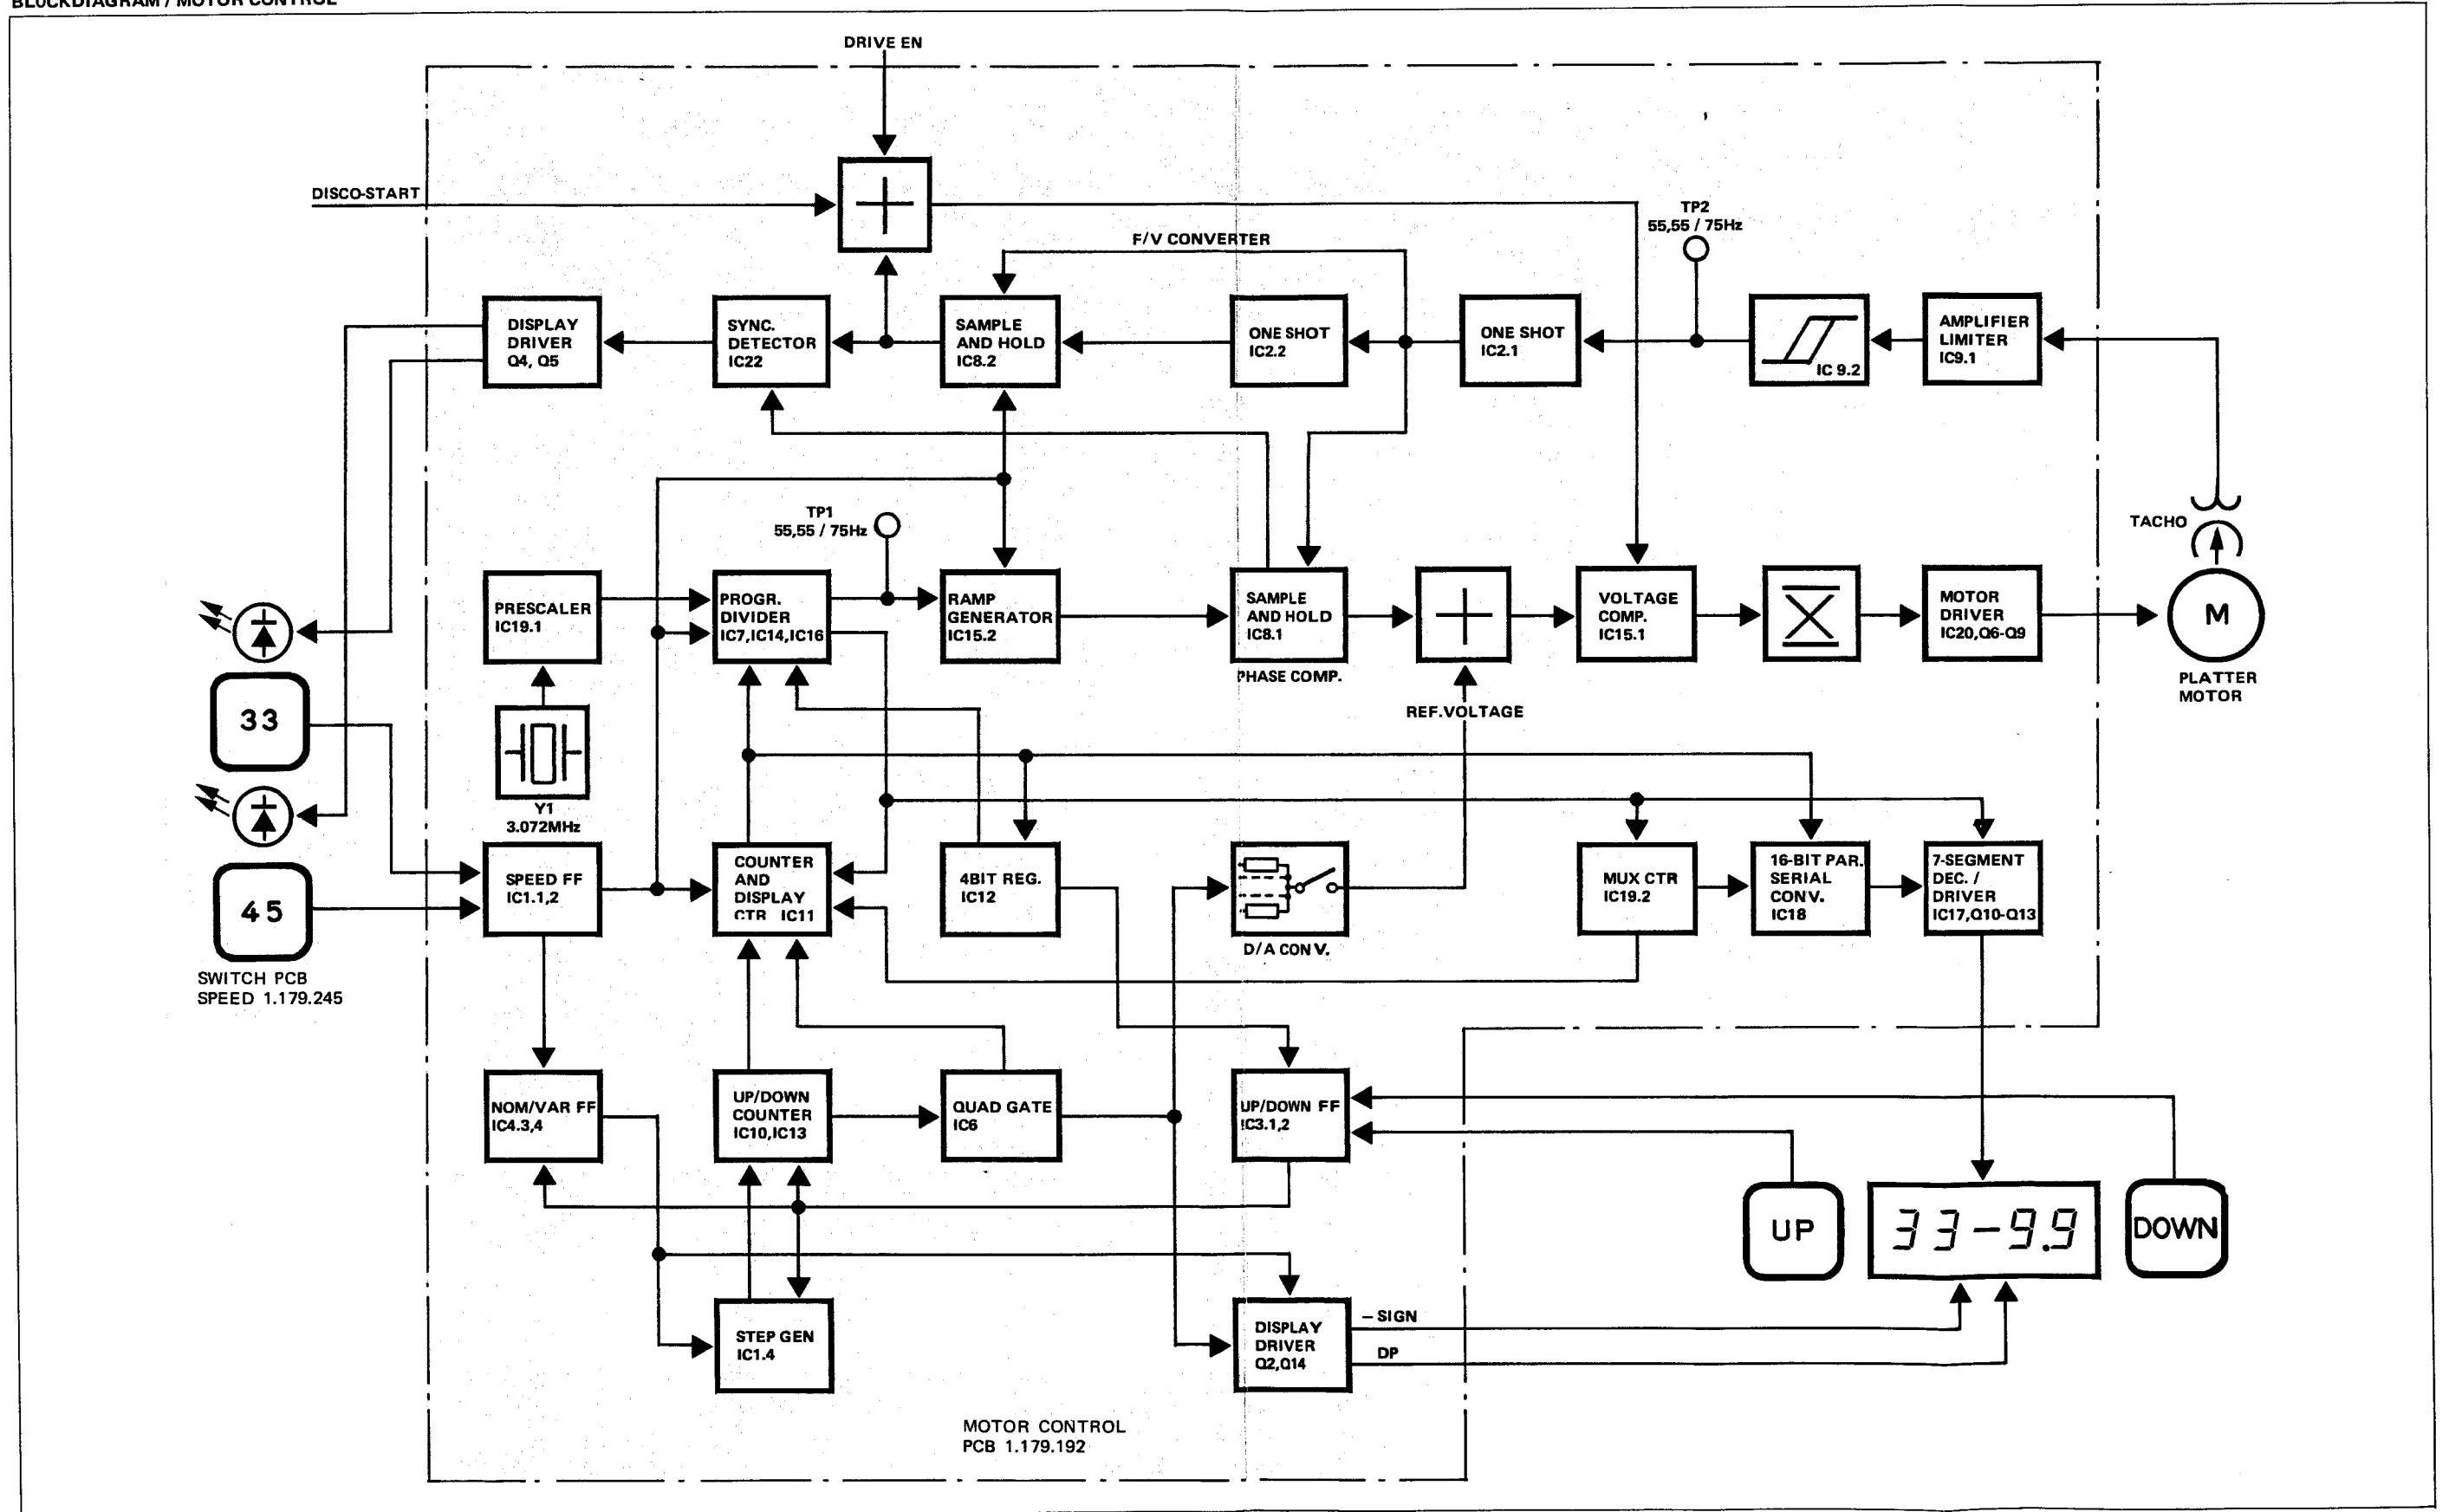 BLOCKDIAGRAM / MOTOR CONTROL
DRIVE EN
DISCO-START
TP2
55,55 / 75Hz
F/V CONVERTER
DISPLAY
DRIVER
Q4, Q5
SYNC.
DETECTOR
IC22
SAMPLE
AND HOLD
IC8.2
ONE SHOT
IC2.2
ONE SHOT
IC2.1
IC 9.2
AMPLIFIER
LIMITER
IC9.1
TP1
55,55 / 75Hz
TACHO
PRESCALER
IC19.1
PROGR.
DIVIDER
IC7,IC14,IC16
RAMP
GENERATOR
IC15.2
SAMPLE
AND HOLD
IC8.1
PHASE COMP.
VOLTAGE
COMP.
IC15.1
MOTOR
DRIVER
IC20,Q6-Q9
M
PLATTER
MOTOR
REF.VOLTAGE
33
Y1
3.072MHz
45
SWITCH PCB
SPEED 1.179.245
SPEED FF
IC1.1,2
COUNTER
AND
DISPLAY
CTR IC11
4BIT REG.
IC12
D/A CONV.
MUX CTR
IC19.2
16-BIT PAR.
SERIAL
CONV.
IC18
7-SEGMENT
DEC. /
DRIVER
IC17,Q10-Q13
NOM/VAR FF
IC4.3,4
UP/DOWN
COUNTER
IC10,IC13
QUAD GATE
IC6
UP/DOWN FF
IC3.1,2
UP
33-9.9
DOWN
STEP GEN
IC1.4
DISPLAY
DRIVER
Q2,Q14
– SIGN
DP
MOTOR CONTROL
PCB 1.179.192